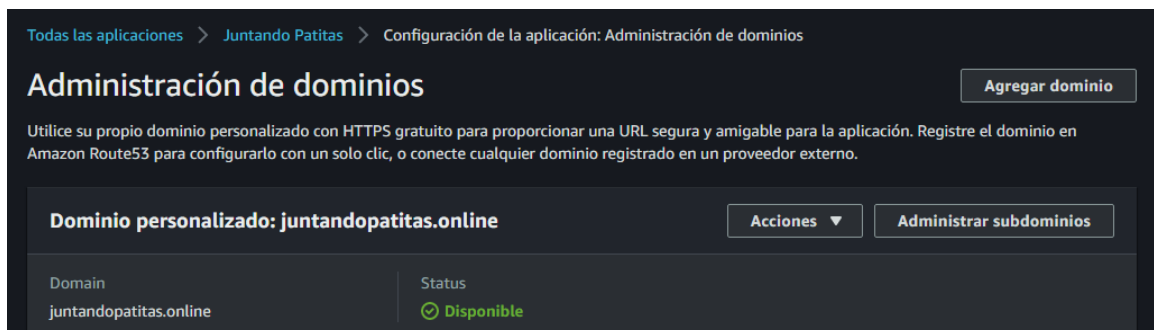 Todas las aplicaciones > Juntando Patitas > Configuración de la aplicación: Administración de dominios
Administración de dominios
Agregar dominio
Utilice su propio dominio personalizado con HTTPS gratuito para proporcionar una URL segura y amigable para la aplicación. Registre el dominio en
Amazon Route53 para configurarlo con un solo clic, o conecte cualquier dominio registrado en un proveedor externo.
Dominio personalizado: juntandopatitas.online
Acciones ▼
Administrar subdominios
Domain
juntandopatitas.online
Status
Disponible